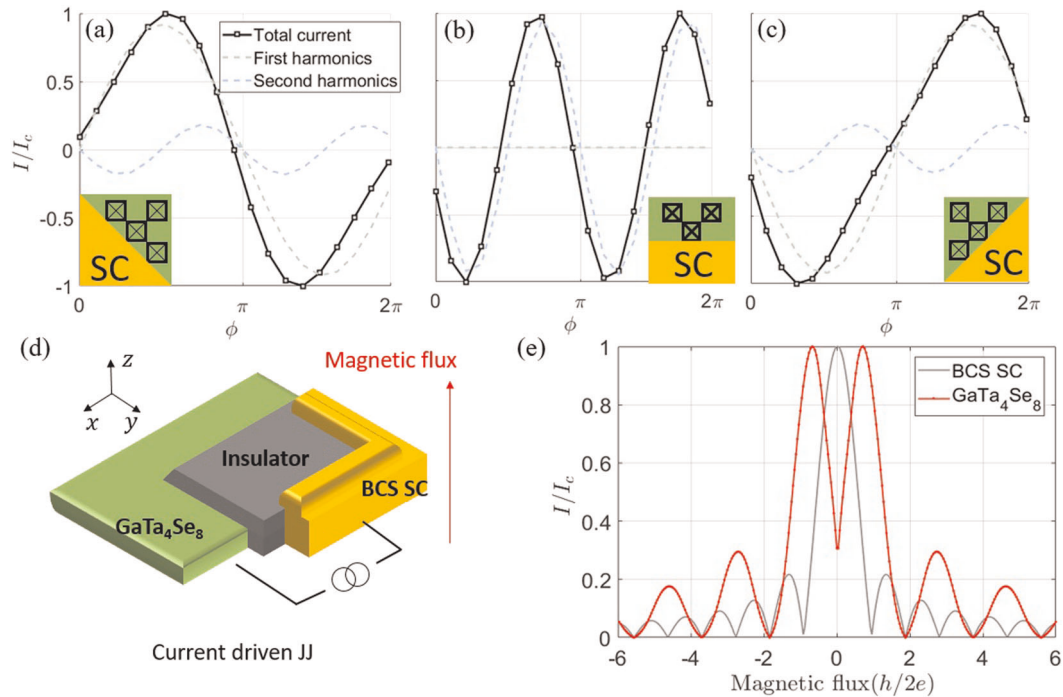 (a)
Total current
First harmonics
Second harmonics
1
0.5
0
-0.5
-1
I/I_c
SC
0
π
2π
ϕ
(b)
SC
0
π
2π
ϕ
(c)
SC
0
π
2π
ϕ
(d)
z
x
y
Magnetic flux
Insulator
BCS SC
GaTa₄Se₈
Current driven JJ
(e)
BCS SC
GaTa₄Se₈
1
0.8
0.6
0.4
0.2
0
I/I_c
-6
-4
-2
0
2
4
6
Magnetic flux(h/2e)